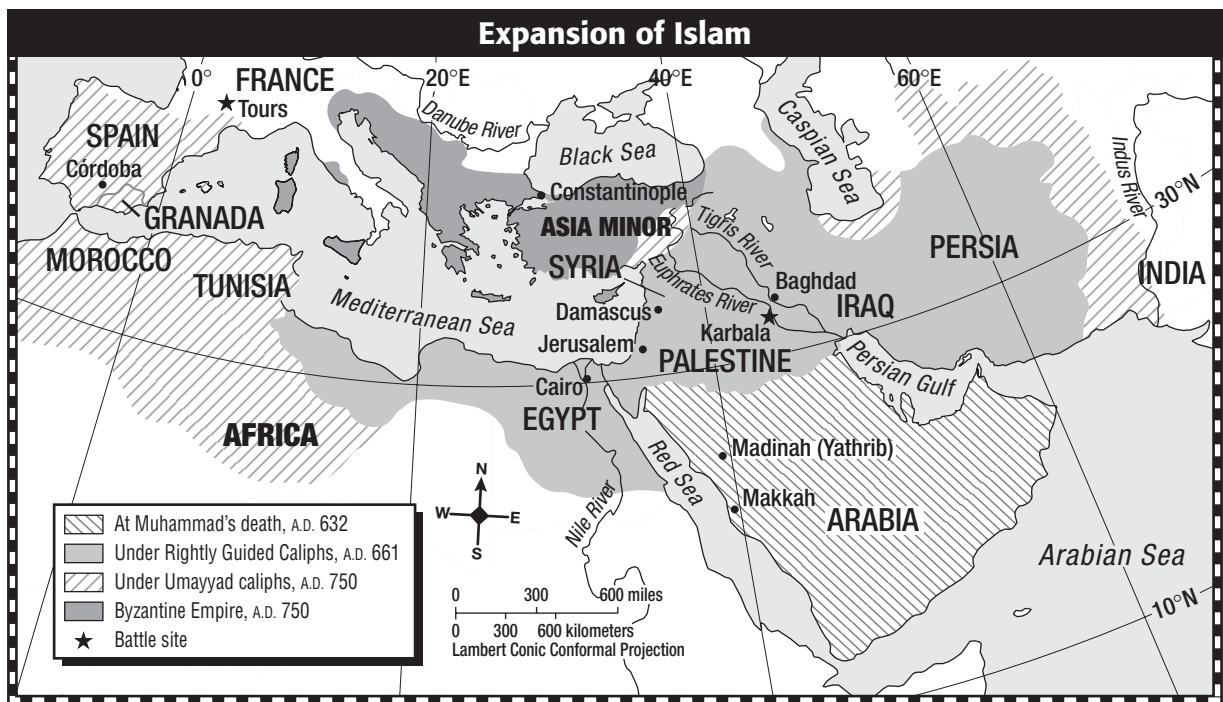 Expansion of Islam
0°
20°E
40°E
60°E
FRANCE
Tours
Danube River
Caspian Sea
SPAIN
Black Sea
Indus River
Córdoba
30°N
Constantinople
GRANADA
ASIA MINOR
Tigris River
PERSIA
MOROCCO
SYRIA
TUNISIA
Euphrates River
INDIA
Baghdad
Mediterranean Sea
IRAQ
Damascus
Karbala
Jerusalem
PALESTINE
Persian Gulf
Cairo
EGYPT
AFRICA
Red Sea
Madinah (Yathrib)
Makkah
ARABIA
Nile River
Arabian Sea
10°N
N
W
E
S
At Muhammad's death, A.D. 632
Under Rightly Guided Caliphs, A.D. 661
Under Umayyad caliphs, A.D. 750
Byzantine Empire, A.D. 750
Battle site
0 300 600 miles
0 300 600 kilometers
Lambert Conic Conformal Projection